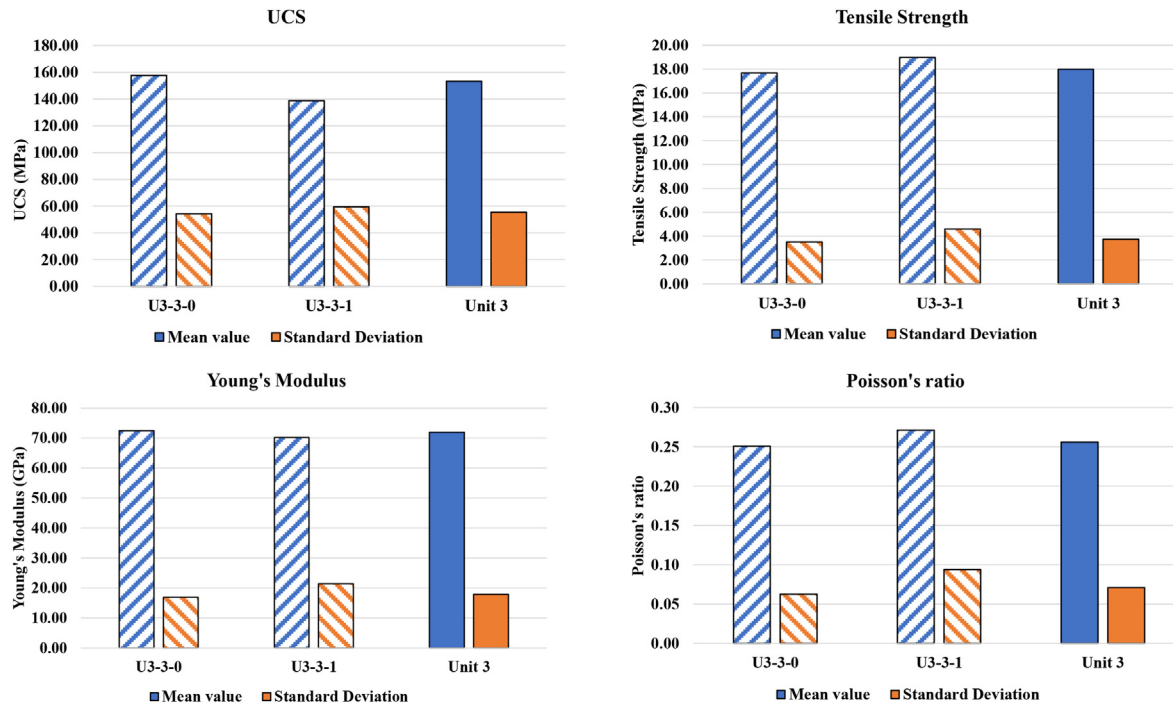 UCS
UCS (MPa)
180.00
160.00
140.00
120.00
100.00
80.00
60.00
40.00
20.00
0.00
U3-3-0 U3-3-1 Unit 3
Mean value Standard Deviation
Tensile Strength
Tensile Strength (MPa)
20.00
18.00
16.00
14.00
12.00
10.00
8.00
6.00
4.00
2.00
0.00
U3-3-0 U3-3-1 Unit 3
Mean value Standard Deviation
Young's Modulus
Young's Modulus (GPa)
80.00
70.00
60.00
50.00
40.00
30.00
20.00
10.00
0.00
U3-3-0 U3-3-1 Unit 3
Mean value Standard Deviation
Poisson's ratio
Poisson's ratio
0.30
0.25
0.20
0.15
0.10
0.05
0.00
U3-3-0 U3-3-1 Unit 3
Mean value Standard Deviation